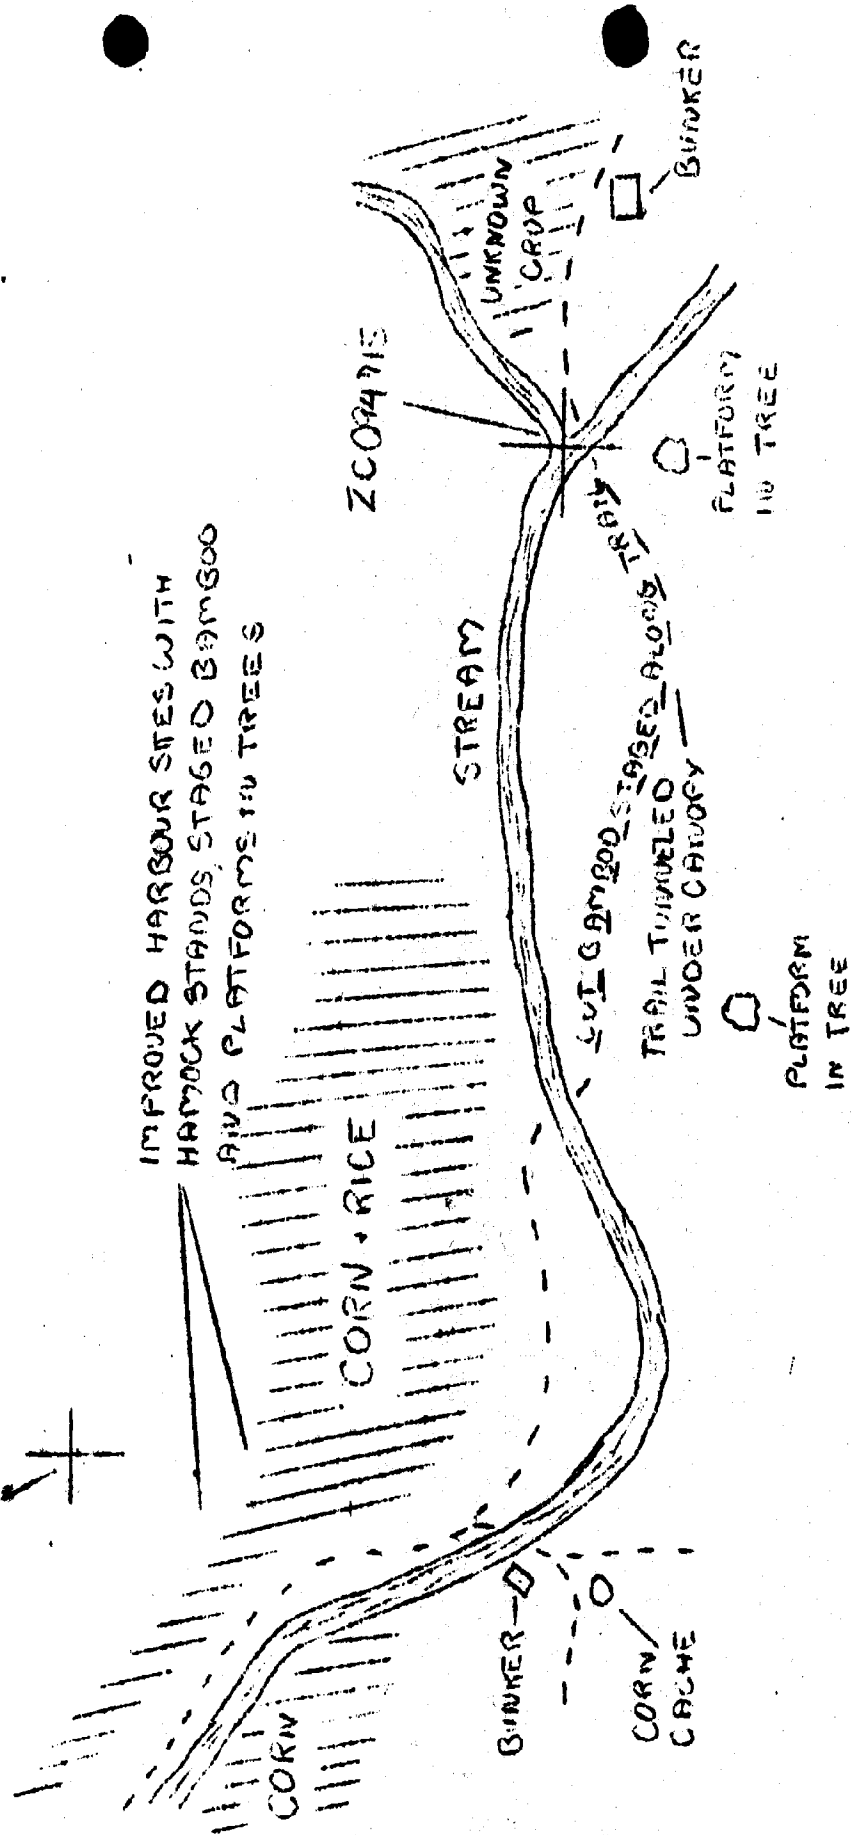 IMPROVED HARBOUR SITES WITH
HAMOCK STANDS, STAGED BAMBOO
AND PLATFORMS IN TREES
ZC094715
UNKNOWN
CROP
BUNKER
STREAM
TRAIL
CUT BAMBOO STAGED ALONG
TRAIL TUNNELED
UNDER CANOPY
PLATFORM
IN TREE
PLATFORM
IN TREE
CORN + RICE
CORN
BUNKER
CORN
CACHE